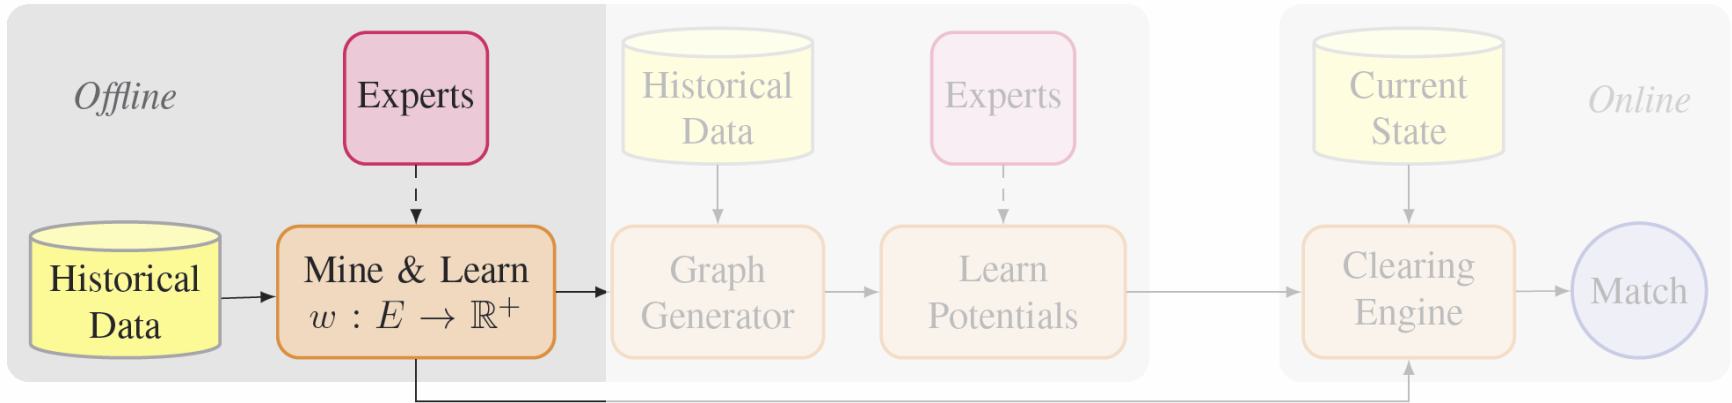 Offline
Experts
Historical
Data
Mine & Learn
w : E → ℝ⁺
Historical
Data
Graph
Generator
Experts
Learn
Potentials
Current
State
Online
Clearing
Engine
Match